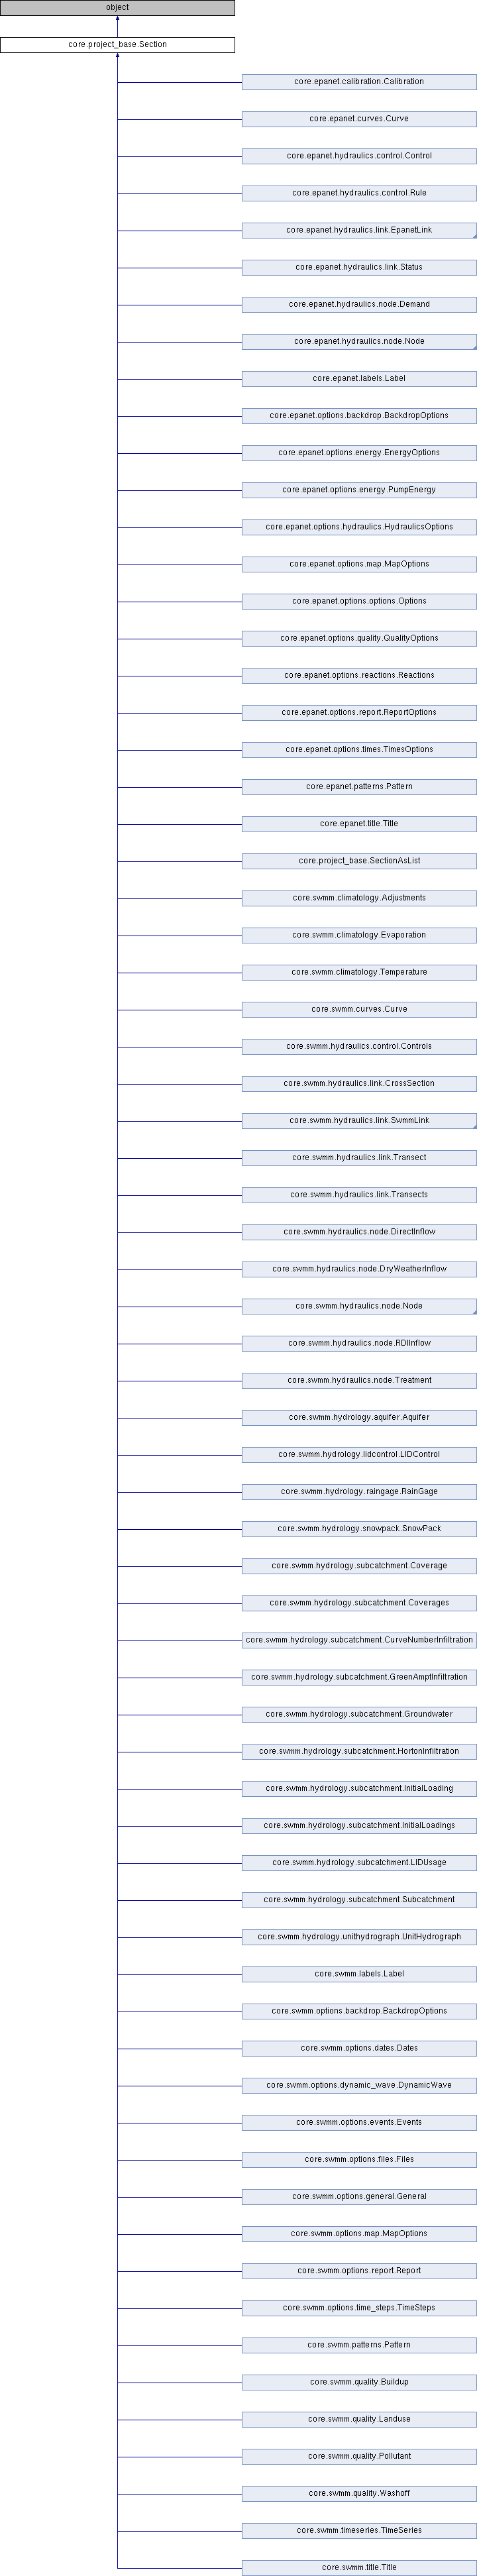 object
core.project_base.Section
core.epanet.calibration.Calibration
core.epanet.curves.Curve
core.epanet.hydraulics.control.Control
core.epanet.hydraulics.control.Rule
core.epanet.hydraulics.link.EpanetLink
core.epanet.hydraulics.link.Status
core.epanet.hydraulics.node.Demand
core.epanet.hydraulics.node.Node
core.epanet.labels.Label
core.epanet.options.backdrop.BackdropOptions
core.epanet.options.energy.EnergyOptions
core.epanet.options.energy.PumpEnergy
core.epanet.options.hydraulics.HydraulicsOptions
core.epanet.options.map.MapOptions
core.epanet.options.options.Options
core.epanet.options.quality.QualityOptions
core.epanet.options.reactions.Reactions
core.epanet.options.report.ReportOptions
core.epanet.options.times.TimesOptions
core.epanet.patterns.Pattern
core.epanet.title.Title
core.project_base.SectionAsList
core.swmm.climatology.Adjustments
core.swmm.climatology.Evaporation
core.swmm.climatology.Temperature
core.swmm.curves.Curve
core.swmm.hydraulics.control.Controls
core.swmm.hydraulics.link.CrossSection
core.swmm.hydraulics.link.SwmmLink
core.swmm.hydraulics.link.Transect
core.swmm.hydraulics.link.Transects
core.swmm.hydraulics.node.DirectInflow
core.swmm.hydraulics.node.DryWeatherInflow
core.swmm.hydraulics.node.Node
core.swmm.hydraulics.node.RDIInflow
core.swmm.hydraulics.node.Treatment
core.swmm.hydrology.aquifer.Aquifer
core.swmm.hydrology.lidcontrol.LIDControl
core.swmm.hydrology.raingage.RainGage
core.swmm.hydrology.snowpack.SnowPack
core.swmm.hydrology.subcatchment.Coverage
core.swmm.hydrology.subcatchment.Coverages
core.swmm.hydrology.subcatchment.CurveNumberInfiltration
core.swmm.hydrology.subcatchment.GreenAmptInfiltration
core.swmm.hydrology.subcatchment.Groundwater
core.swmm.hydrology.subcatchment.HortonInfiltration
core.swmm.hydrology.subcatchment.InitialLoading
core.swmm.hydrology.subcatchment.InitialLoadings
core.swmm.hydrology.subcatchment.LIDUsage
core.swmm.hydrology.subcatchment.Subcatchment
core.swmm.hydrology.unithydrograph.UnitHydrograph
core.swmm.labels.Label
core.swmm.options.backdrop.BackdropOptions
core.swmm.options.dates.Dates
core.swmm.options.dynamic_wave.DynamicWave
core.swmm.options.events.Events
core.swmm.options.files.Files
core.swmm.options.general.General
core.swmm.options.map.MapOptions
core.swmm.options.report.Report
core.swmm.options.time_steps.TimeSteps
core.swmm.patterns.Pattern
core.swmm.quality.Buildup
core.swmm.quality.Landuse
core.swmm.quality.Pollutant
core.swmm.quality.Washoff
core.swmm.timeseries.TimeSeries
core.swmm.title.Title